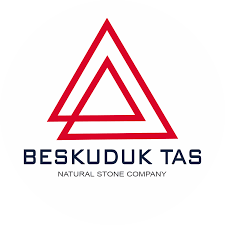 BESKUDUK TAS
NATURAL STONE COMPANY